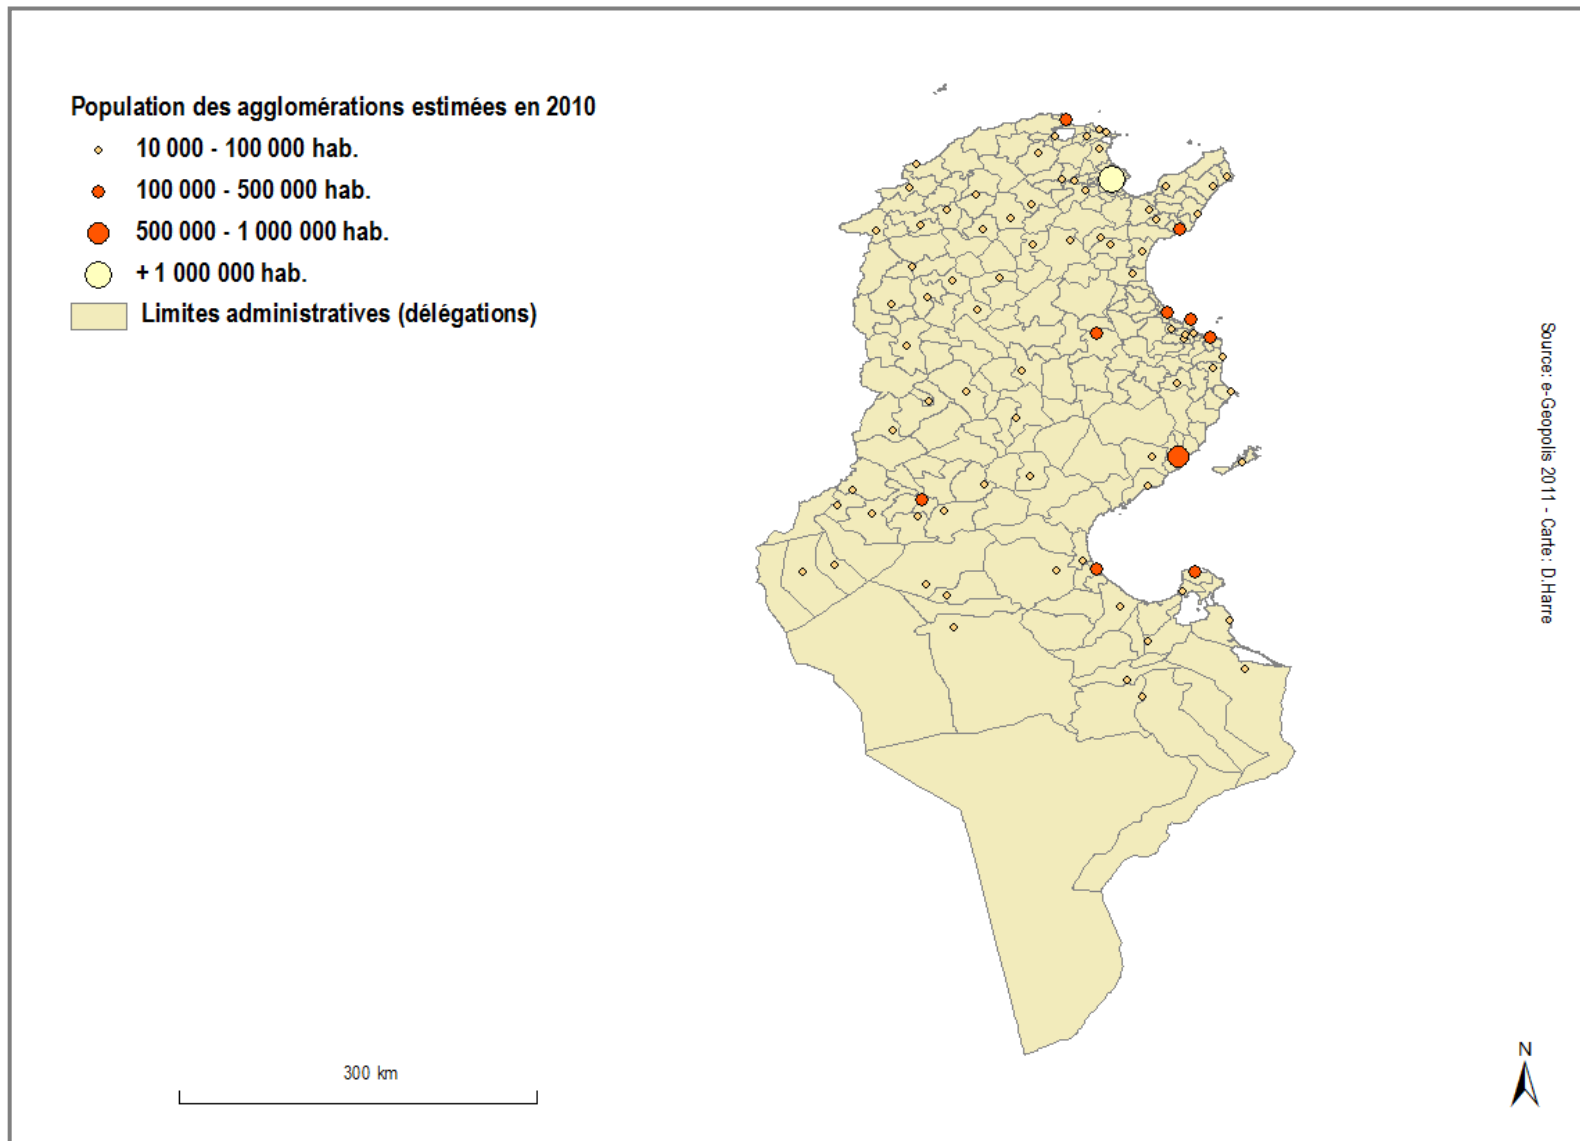 Population des agglomérations estimées en 2010
10 000 - 100 000 hab.
100 000 - 500 000 hab.
500 000 - 1 000 000 hab.
+ 1 000 000 hab.
Limites administratives (délégations)
Source: e-Geopolis 2011 - Carte: D.Harre
300 km
N